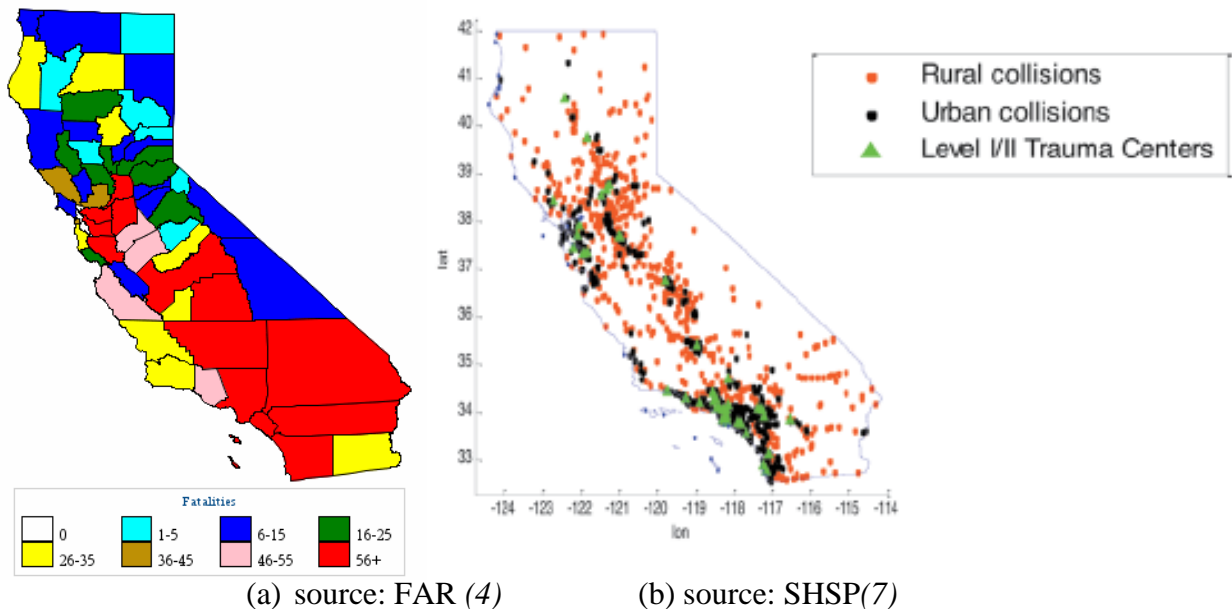 Fatalities
0
1-5
6-15
16-25
26-35
36-45
46-55
56+
42
41
40
39
38
37
36
35
34
33
-124 -123 -122 -121 -120 -119 -118 -117 -116 -115 -114
lon
Rural collisions
Urban collisions
Level I/II Trauma Centers
(a) source: FAR (4)
(b) source: SHSP(7)